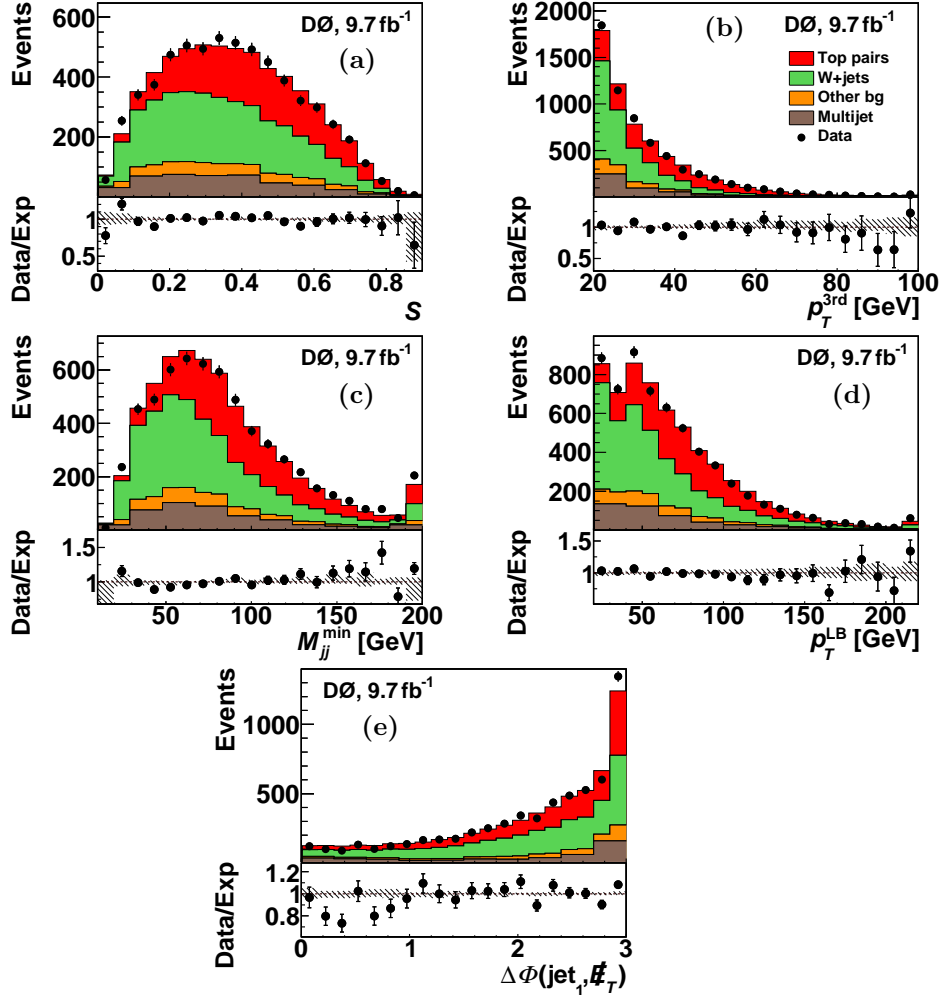 Events
DØ, 9.7 fb⁻¹
(a)
600
400
200
Data/Exp
1
0.5
0 0.2 0.4 0.6 0.8
S
Events
DØ, 9.7 fb⁻¹
(b)
Top pairs
W+jets
Other bg
Multijet
Data
2000
1500
1000
500
Data/Exp
1
0.5
20 40 60 80 100
p_T^3rd [GeV]
Events
DØ, 9.7 fb⁻¹
(c)
600
400
200
Data/Exp
1.5
1
50 100 150 200
M_jj^min [GeV]
Events
DØ, 9.7 fb⁻¹
(d)
800
600
400
200
Data/Exp
1.5
1
50 100 150 200
p_T^LB [GeV]
Events
DØ, 9.7 fb⁻¹
(e)
1000
500
Data/Exp
1.2
1
0.8
0 1 2 3
ΔΦ(jet₁,E̸_T)